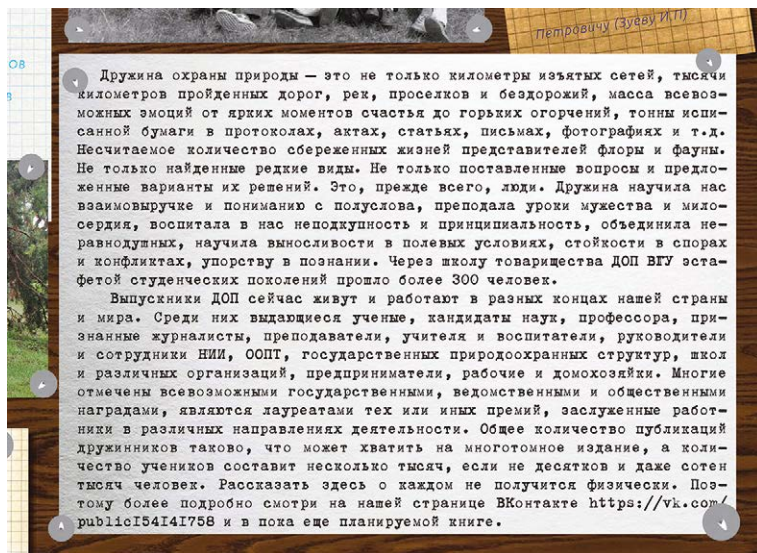 Петровичу (Зуеву И.П)
ОВ
В
Дружина охраны природы — это не только километры изъятых сетей, тысячи
километров пройденных дорог, рек, проселков и бездорожий, масса всевоз-
можных эмоций от ярких моментов счастья до горьких огорчений, тонны испи-
санной бумаги в протоколах, актах, статьях, письмах, фотографиях и т.д.
Несчитаемое количество сбереженных жизней представителей флоры и фауны.
Не только найденные редкие виды. Не только поставленные вопросы и предло-
женные варианты их решений. Это, прежде всего, люди. Дружина научила нас
взаимовыручке и пониманию с полуслова, преподала уроки мужества и мило-
сердия, воспитала в нас неподкупность и принципиальность, объединила не-
равнодушных, научила выносливости в полевых условиях, стойкости в спорах
и конфликтах, упорству в познании. Через школу товарищества ДОП ВГУ эста-
фетой студенческих поколений прошло более 300 человек.
Выпускники ДОП сейчас живут и работают в разных концах нашей страны
и мира. Среди них выдающиеся ученые, кандидаты наук, профессора, при-
знанные журналисты, преподаватели, учителя и воспитатели, руководители
и сотрудники НИИ, ООПТ, государственных природоохранных структур, школ
и различных организаций, предприниматели, рабочие и домохозяйки. Многие
отмечены всевозможными государственными, ведомственными и общественными
наградами, являются лауреатами тех или иных премий, заслуженные работ-
ники в различных направлениях деятельности. Общее количество публикаций
дружинников таково, что может хватить на многотомное издание, а коли-
чество учеников составит несколько тысяч, если не десятков и даже сотен
тысяч человек. Рассказать здесь о каждом не получится физически. Поэ-
тому более подробно смотри на нашей странице ВКонтакте https://vk.com/
public154141758 и в пока еще планируемой книге.